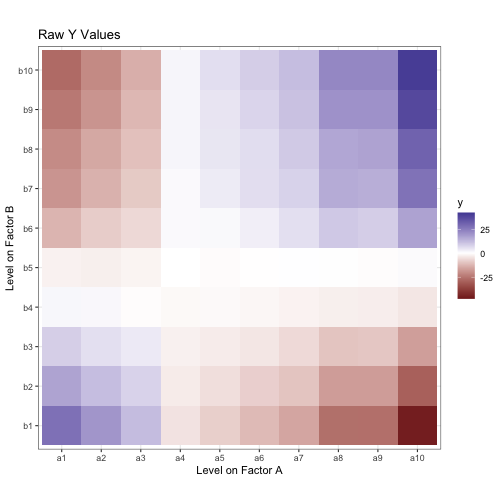 Raw Y Values
Level on Factor B
b10
b9
b8
b7
b6
b5
b4
b3
b2
b1
a1 a2 a3 a4 a5 a6 a7 a8 a9 a10
Level on Factor A
y
25
0
-25